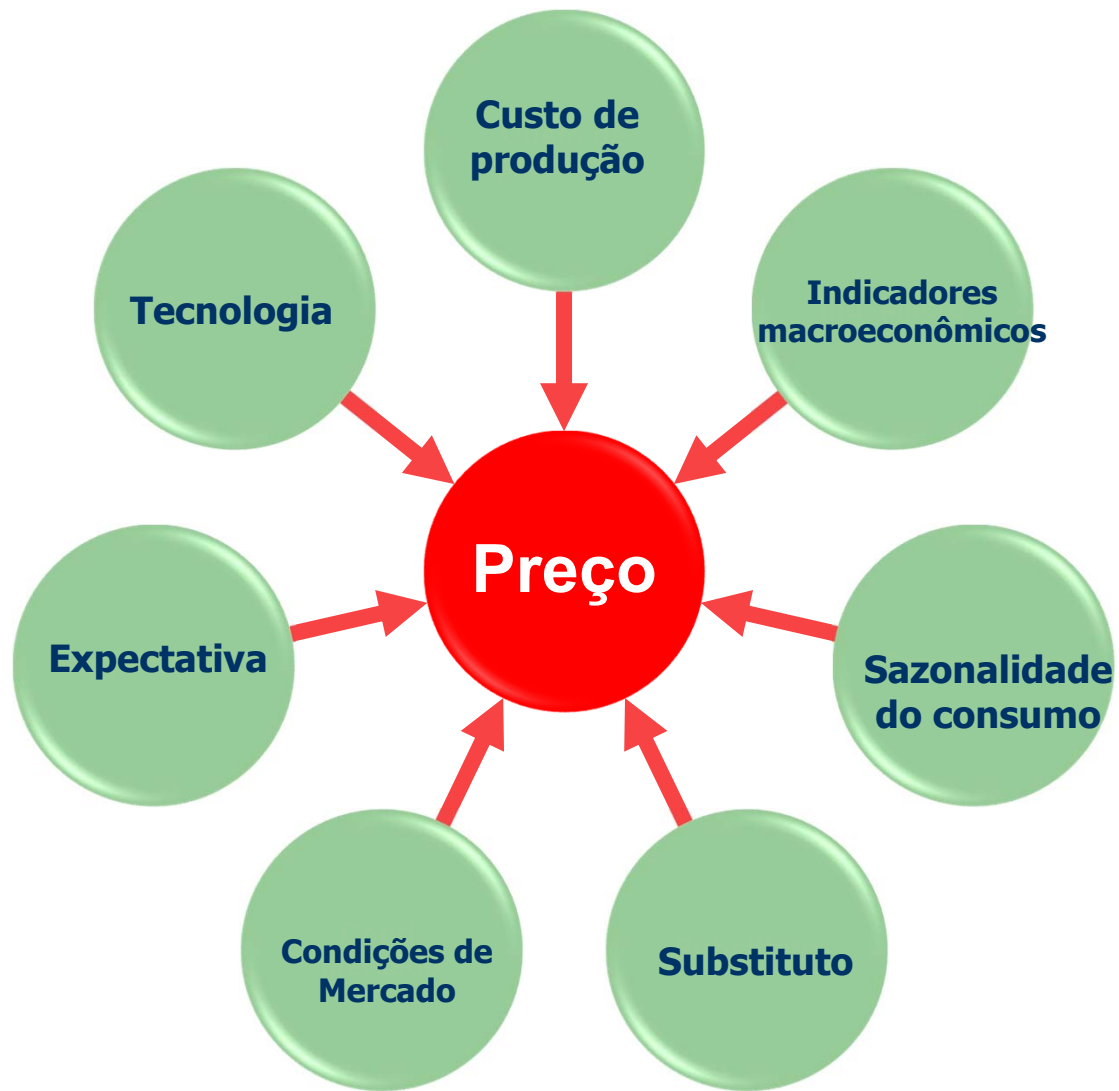 Custo de
produção
Tecnologia
Indicadores
macroeconômicos
Preço
Expectativa
Sazonalidade
do consumo
Condições de
Mercado
Substituto